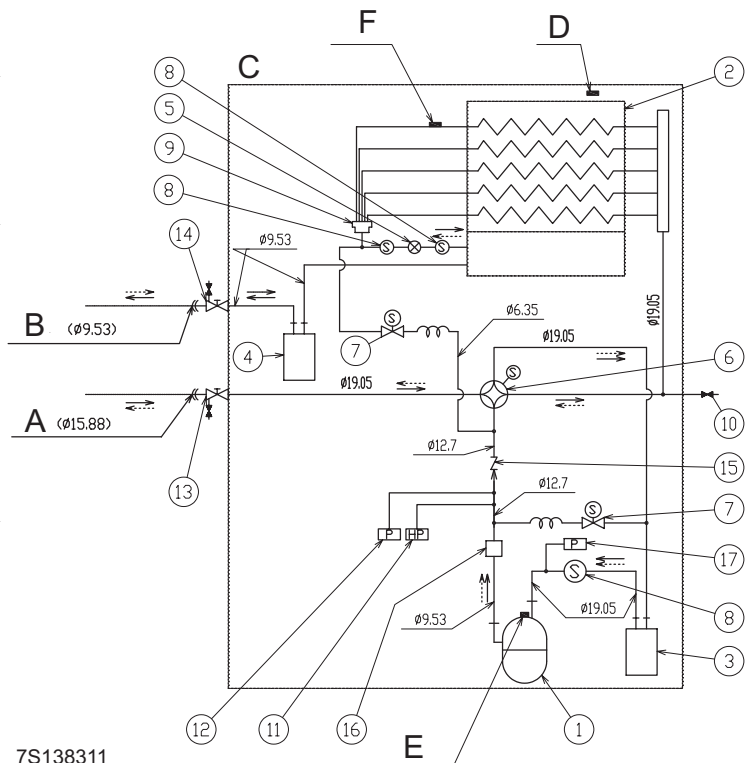 F
D
C
8
2
5
9
8
14
Ø9.53
S
S
B (Ø9.53)
S
Ø6.35
Ø19.05
4
7
Ø19.05
6
Ø19.05
S
A (Ø15.88)
10
Ø12.7
15
13
Ø12.7
7
S
P
HP
P
17
S
8
Ø9.53
Ø19.05
3
12
11
16
1
E
7S138311